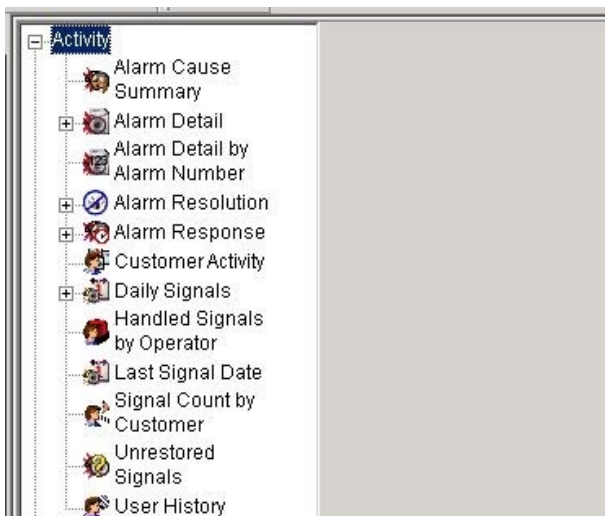 Activity
Alarm Cause
Summary
Alarm Detail
Alarm Detail by
Alarm Number
Alarm Resolution
Alarm Response
Customer Activity
Daily Signals
Handled Signals
by Operator
Last Signal Date
Signal Count by
Customer
Unrestored
Signals
User History